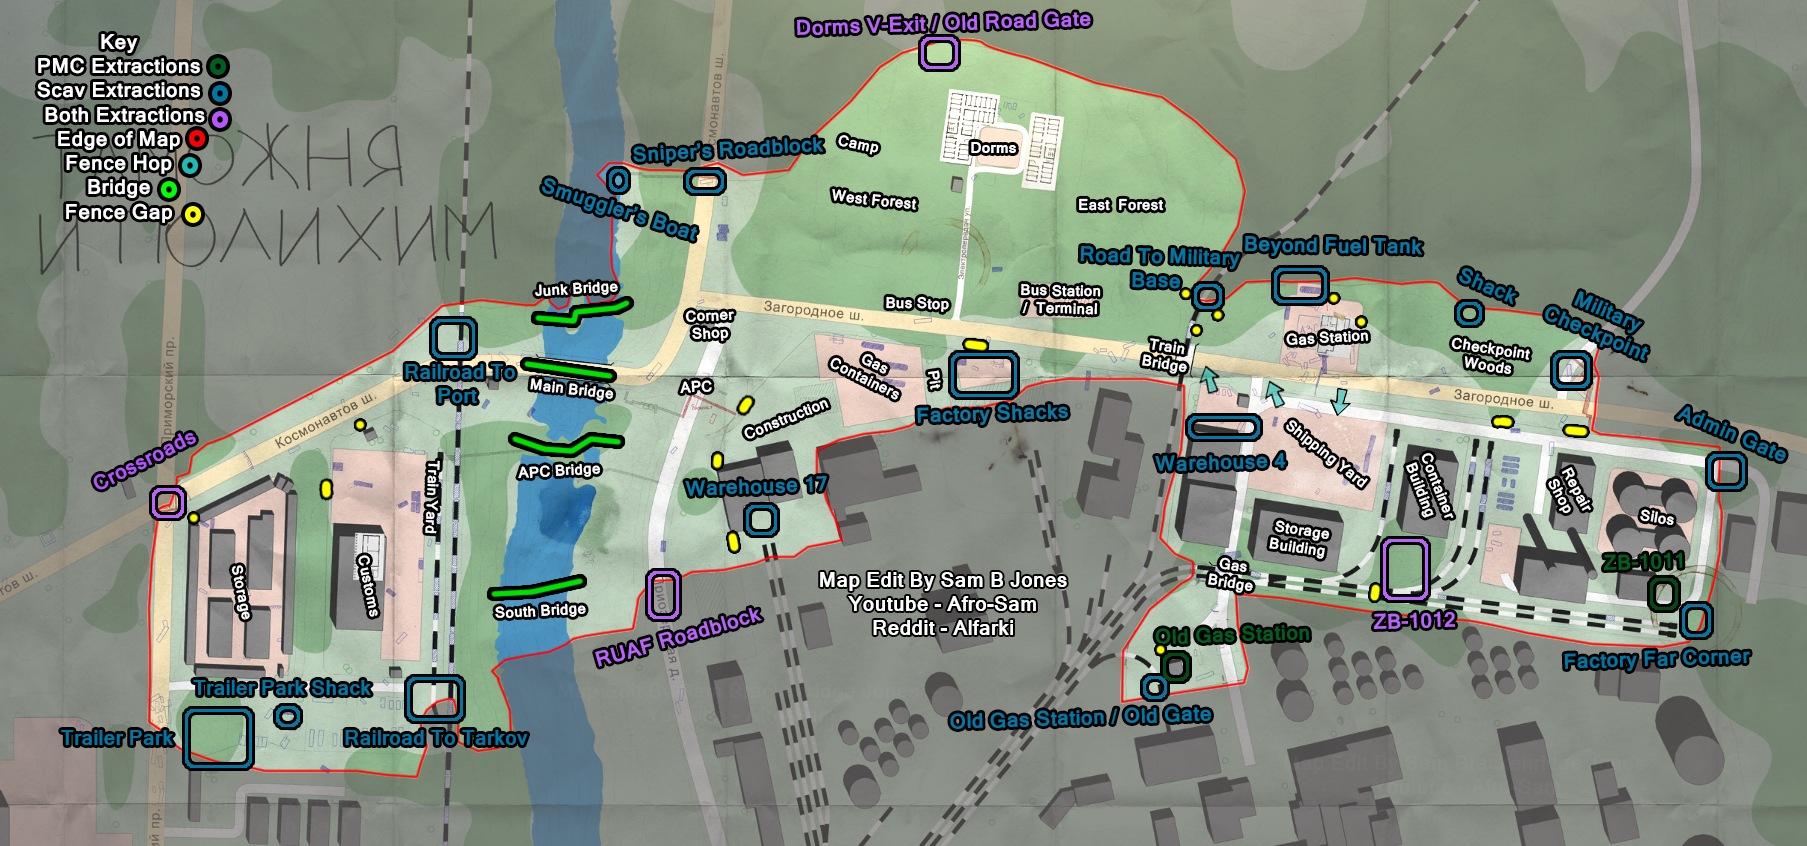 Key
PMC Extractions
Scav Extractions
Both Extractions
Edge of Map
Fence Hop
Bridge
Fence Gap
И ПОЛИХИМ
Dorms V-Exit / Old Road Gate
Sniper's Roadblock
Smuggler's Boat
Camp
Dorms
West Forest
East Forest
Road To Military
Base
Beyond Fuel Tank
Shack
Military
Checkpoint
Junk Bridge
Corner
Shop
Загородное ш.
Bus Stop
Bus Station
/ Terminal
Train
Bridge
Gas Station
Checkpoint
Woods
Railroad To
Port
Main Bridge
APC
Gas
Containers
Pit
Factory Shacks
Загородное ш.
Приморский пр.
Космонавтов ш.
Crossroads
Construction
APC Bridge
Train Yard
Warehouse 17
Warehouse 4
Shipping Yard
Container
Building
Repair
Shop
Silos
Admin Gate
Storage
Customs
South Bridge
RUAF Roadblock
Map Edit By Sam B Jones
Youtube - Afro-Sam
Reddit - Alfarki
Gas
Bridge
Storage
Building
ZB-1011
ZB-1012
Old Gas Station
Factory Far Corner
Trailer Park Shack
Trailer Park
Railroad To Tarkov
Old Gas Station / Old Gate